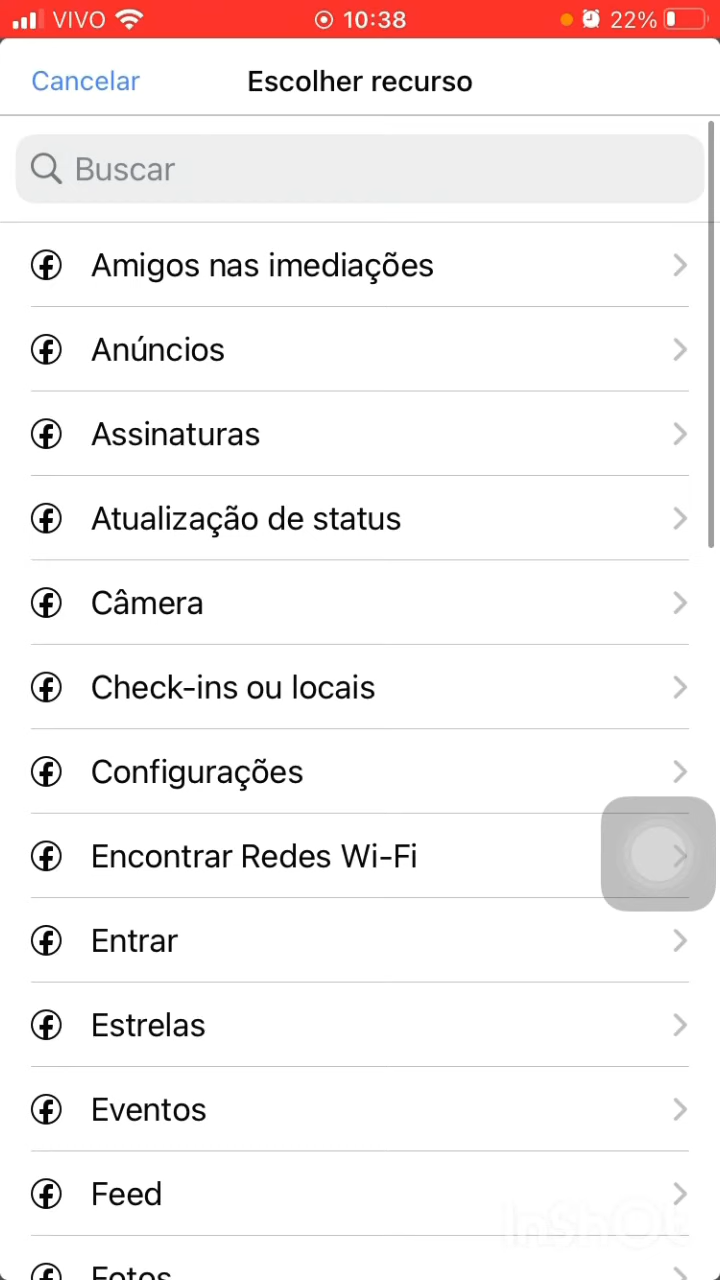 VIVO 10:38 22%
Cancelar Escolher recurso
Buscar
Amigos nas imediações
Anúncios
Assinaturas
Atualização de status
Câmera
Check-ins ou locais
Configurações
Encontrar Redes Wi-Fi
Entrar
Estrelas
Eventos
Feed
InShOt
Fotos